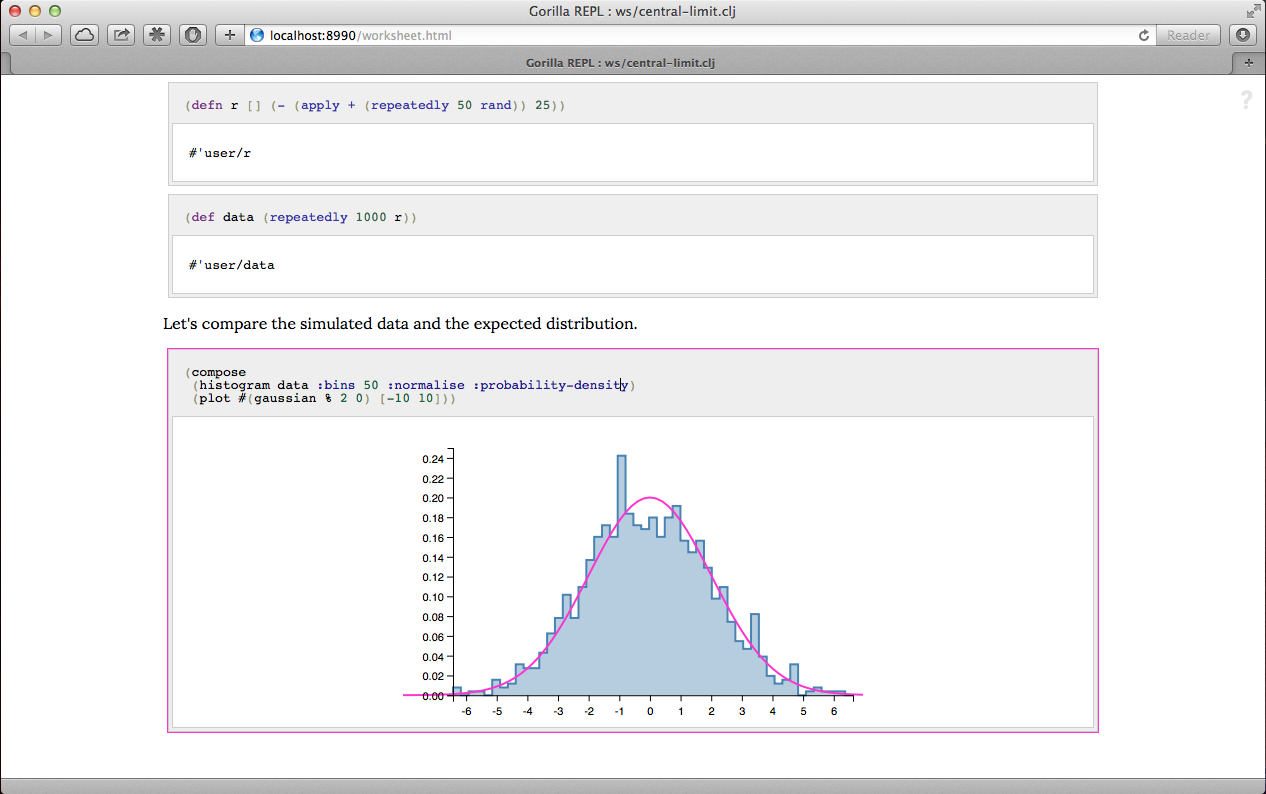 Gorilla REPL : ws/central-limit.clj
localhost:8990/worksheet.html
Reader
Gorilla REPL : ws/central-limit.clj
+
?
(defn r [] (- (apply + (repeatedly 50 rand)) 25))
#'user/r
(def data (repeatedly 1000 r))
#'user/data
Let's compare the simulated data and the expected distribution.
(compose
(histogram data :bins 50 :normalise :probability-density)
(plot #(gaussian % 2 0) [-10 10]))
0.24
0.22
0.20
0.18
0.16
0.14
0.12
0.10
0.08
0.06
0.04
0.02
0.00
-6 -5 -4 -3 -2 -1 0 1 2 3 4 5 6